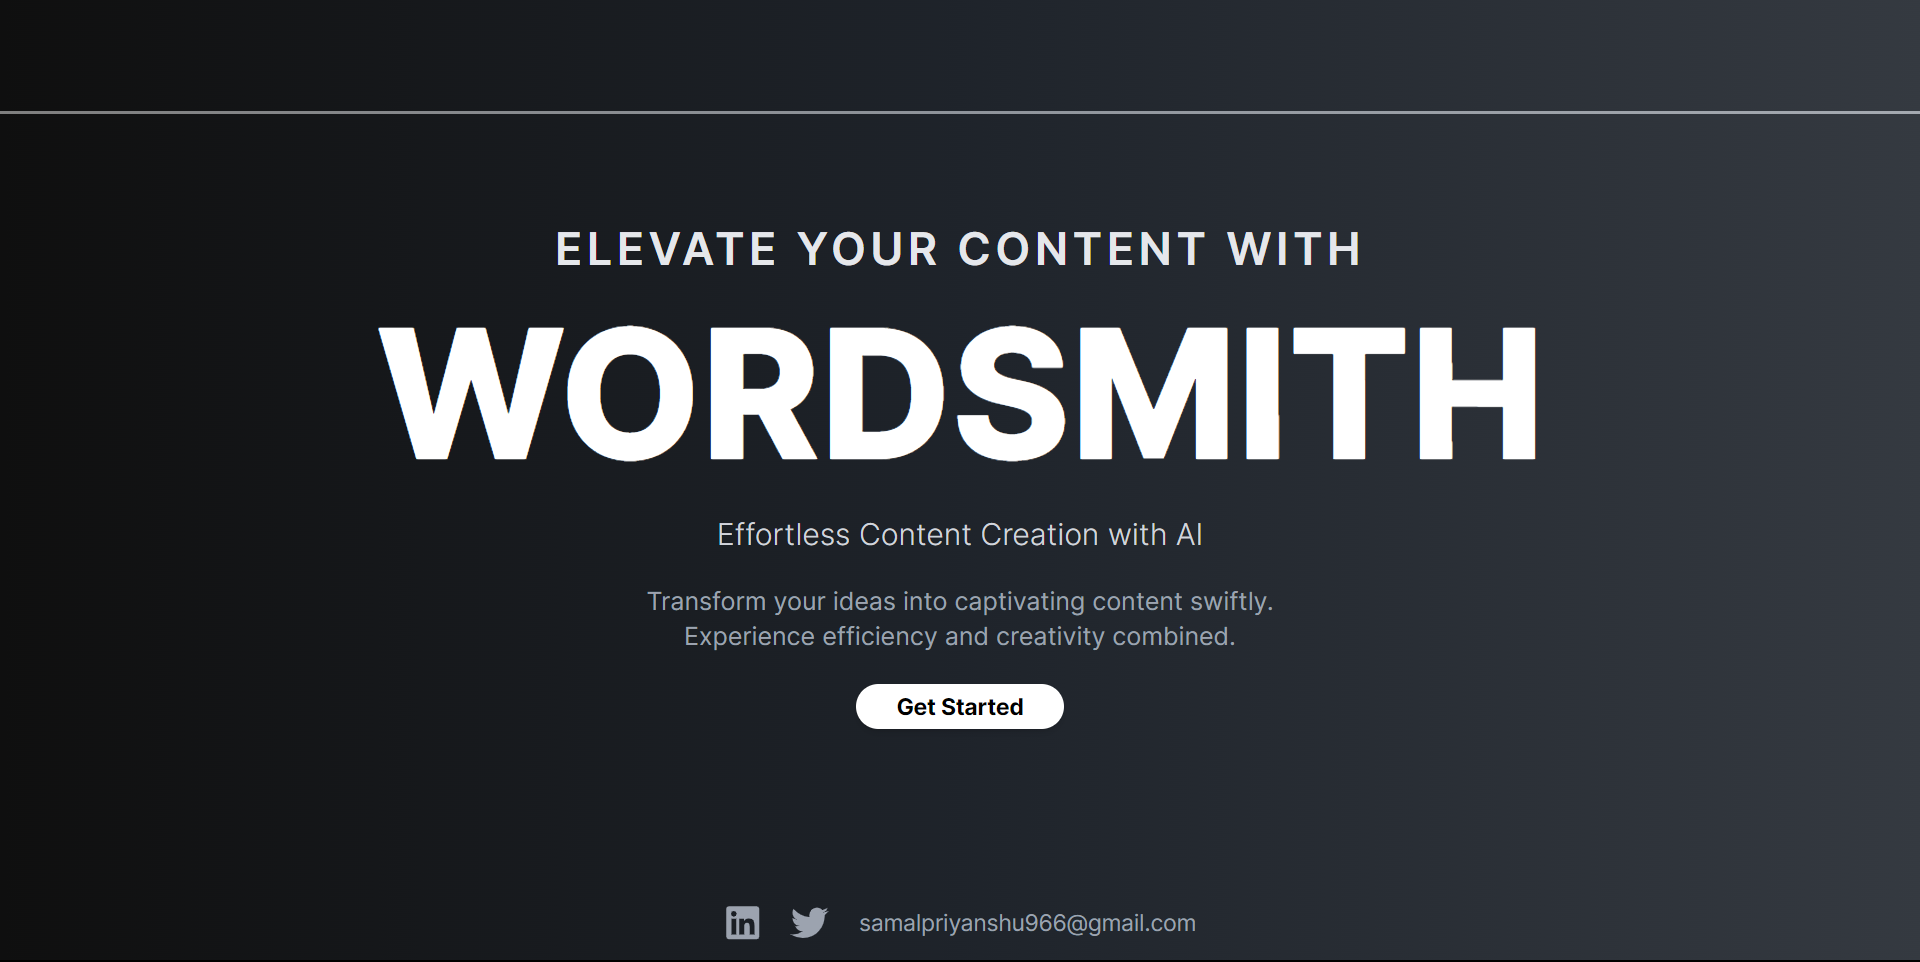 ELEVATE YOUR CONTENT WITH
WORDSMITH
Effortless Content Creation with AI
Transform your ideas into captivating content swiftly.
Experience efficiency and creativity combined.
Get Started
in
samalpriyanshu966@gmail.com